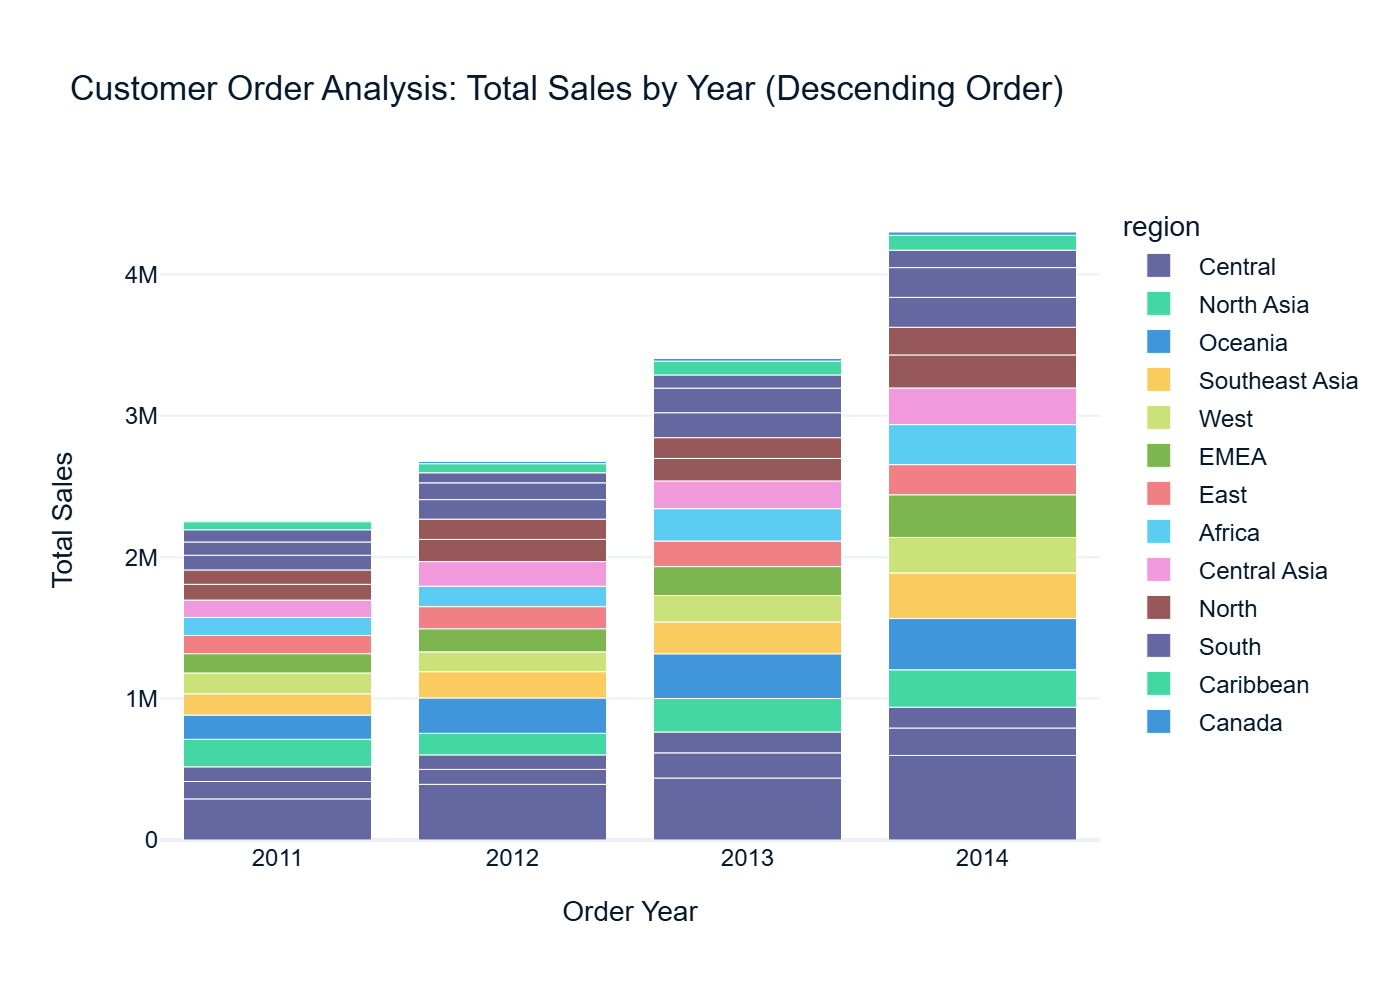 Customer Order Analysis: Total Sales by Year (Descending Order)
Total Sales
4M
3M
2M
1M
0
2011
2012
2013
2014
Order Year
region
Central
North Asia
Oceania
Southeast Asia
West
EMEA
East
Africa
Central Asia
North
South
Caribbean
Canada